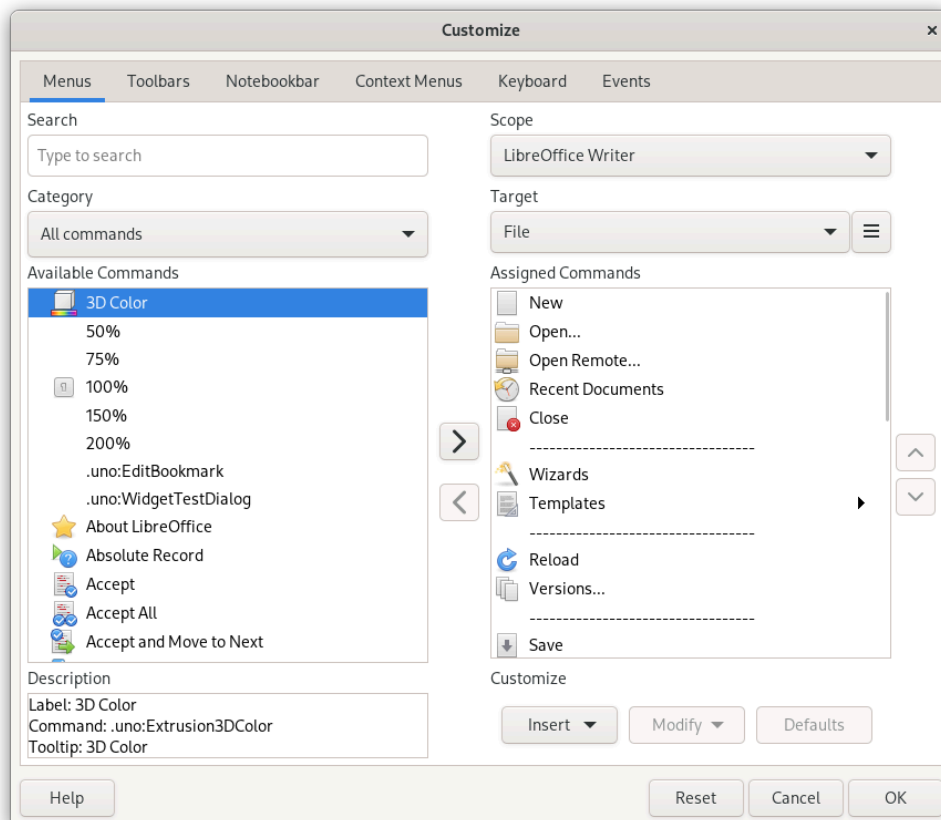 Customize
Menus Toolbars Notebookbar Context Menus Keyboard Events
Search
Type to search
Category
All commands
Available Commands
3D Color
50%
75%
100%
150%
200%
.uno:EditBookmark
.uno:WidgetTestDialog
About LibreOffice
Absolute Record
Accept
Accept All
Accept and Move to Next
Description
Label: 3D Color
Command: .uno:Extrusion3DColor
Tooltip: 3D Color
Scope
LibreOffice Writer
Target
File
Assigned Commands
New
Open...
Open Remote...
Recent Documents
Close
----------------------------------
Wizards
Templates
----------------------------------
Reload
Versions...
----------------------------------
Save
Customize
Insert Modify Defaults
Help Reset Cancel OK